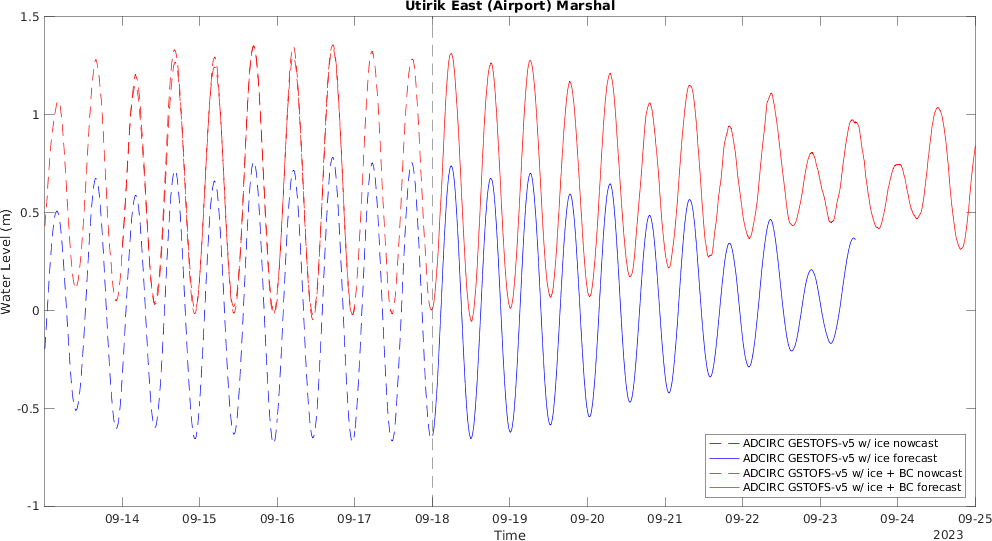 Utirik East (Airport) Marshal
1.5
1
0.5
0
-0.5
-1
Water Level (m)
ADCIRC GESTOFS-v5 w/ ice nowcast
ADCIRC GESTOFS-v5 w/ ice forecast
ADCIRC GSTOFS-v5 w/ ice + BC nowcast
ADCIRC GSTOFS-v5 w/ ice + BC forecast
09-14 09-15 09-16 09-17 09-18 09-19 09-20 09-21 09-22 09-23 09-24 09-25
Time
2023